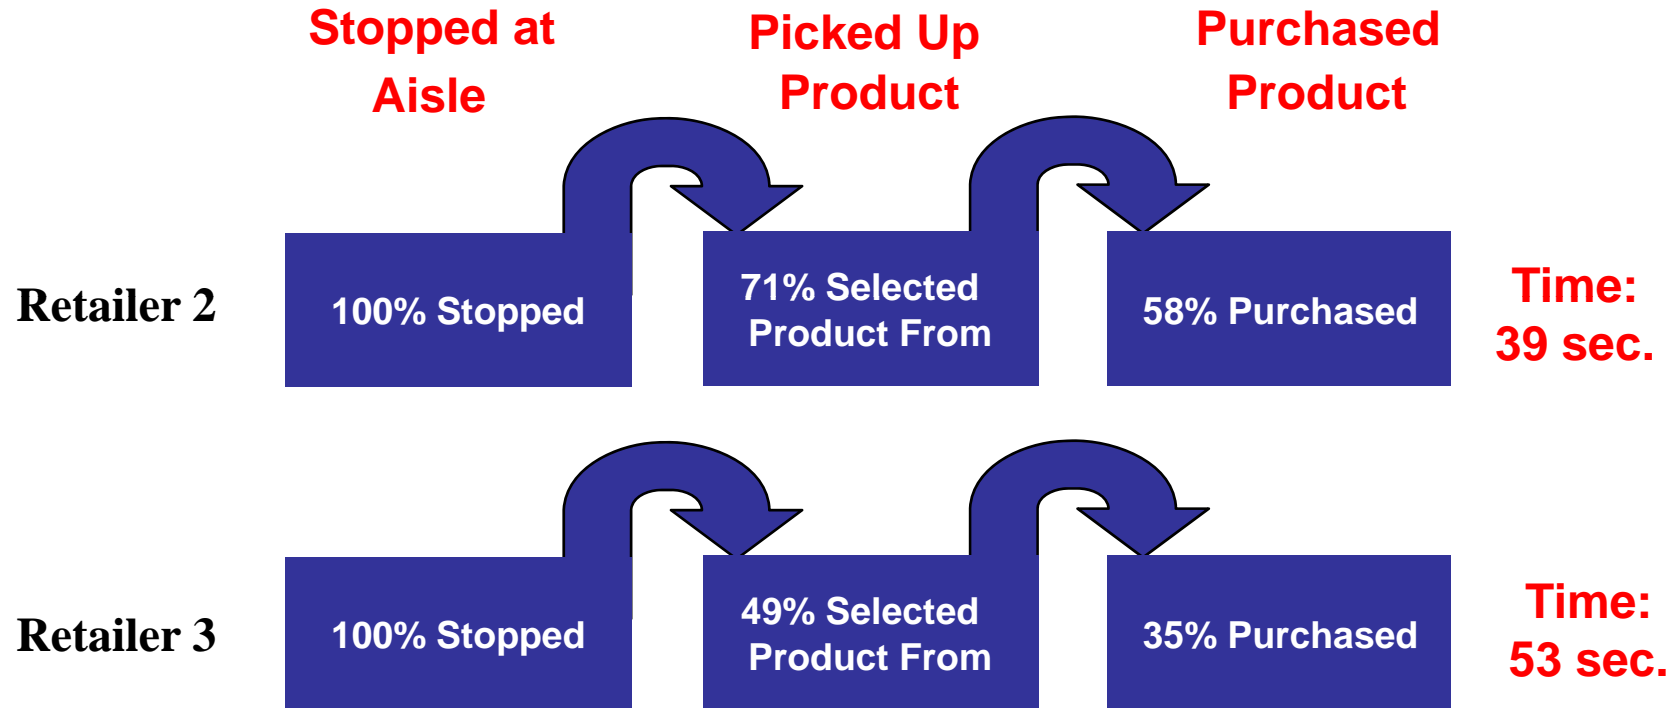 Stopped at
Aisle
Picked Up
Product
Purchased
Product
Retailer 2
100% Stopped
71% Selected
Product From
58% Purchased
Time:
39 sec.
Retailer 3
100% Stopped
49% Selected
Product From
35% Purchased
Time:
53 sec.